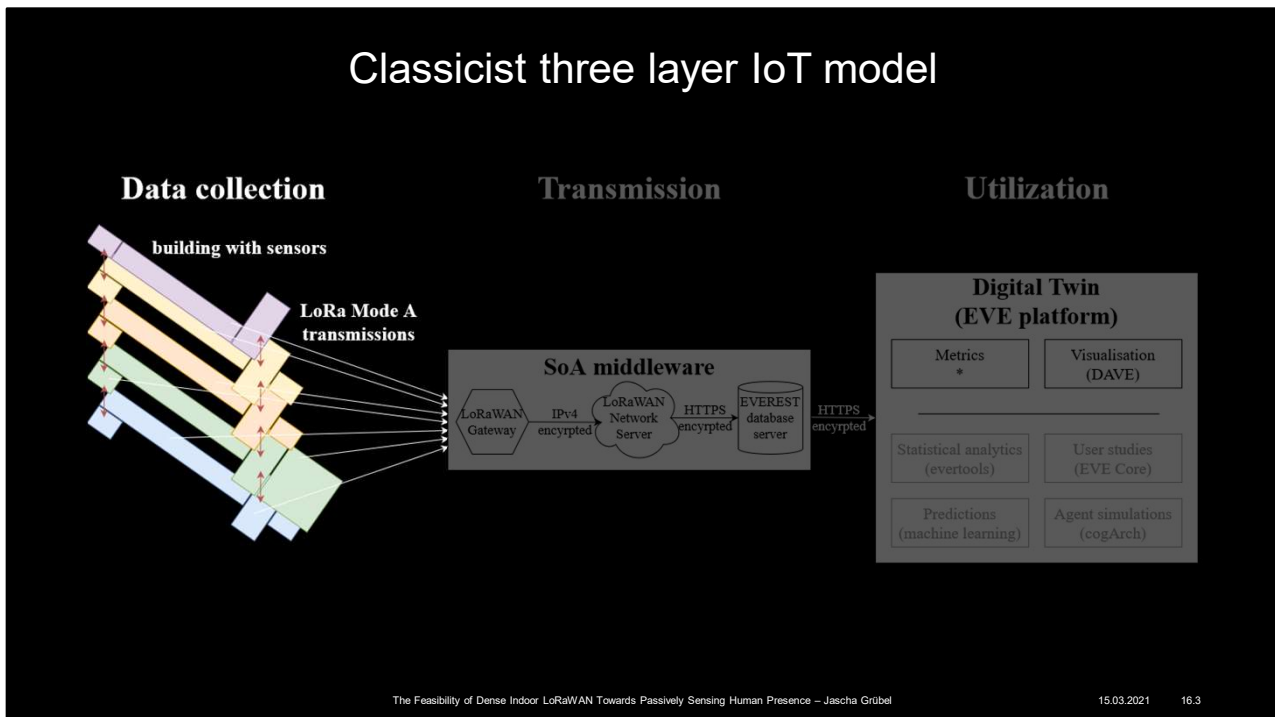 Classicist three layer IoT model
Data collection
Transmission
Utilization
building with sensors
LoRa Mode A
transmissions
SoA middleware
LoRaWAN
Gateway
IPv4
encyrpted
LoRaWAN
Network
Server
HTTPS
encyrpted
EVEREST
database
server
HTTPS
encyrpted
Digital Twin
(EVE platform)
Metrics
*
Visualisation
(DAVE)
Statistical analytics
(evertools)
User studies
(EVE Core)
Predictions
(machine learning)
Agent simulations
(cogArch)
The Feasibility of Dense Indoor LoRaWAN Towards Passively Sensing Human Presence – Jascha Grübel
15.03.2021
16.3